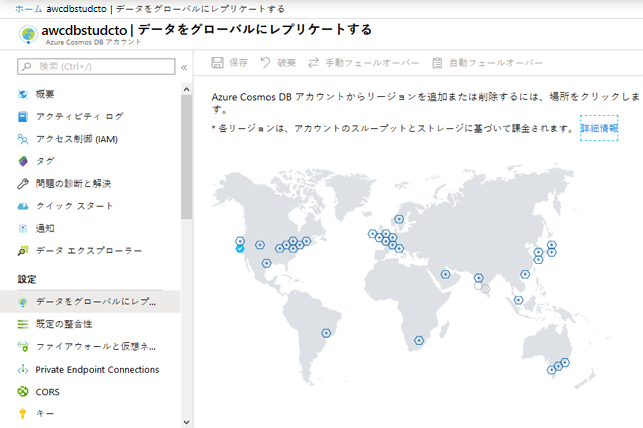 ホーム awcdbstudcto | データをグローバルにレプリケートする
awcdbstudcto | データをグローバルにレプリケートする
Azure Cosmos DB アカウント
検索 (Ctrl+/)
«
概要
アクティビティ ログ
アクセス制御 (IAM)
タグ
問題の診断と解決
クイック スタート
通知
データ エクスプローラー
設定
データをグローバルにレプ...
既定の整合性
ファイアウォールと仮想ネ...
Private Endpoint Connections
CORS
キー
保存 破棄 手動フェールオーバー 自動フェールオーバー
Azure Cosmos DB アカウントからリージョンを追加または削除するには、場所をクリックしま
す。
* 各リージョンは、アカウントのスループットとストレージに基づいて課金されます。 詳細情報